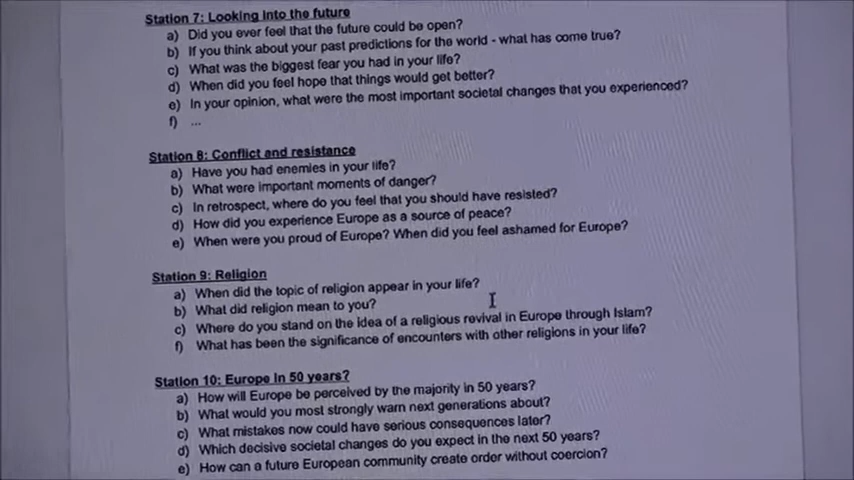 Station 7: Looking into the future
a) Did you ever feel that the future could be open?
b) If you think about your past predictions for the world - what has come true?
c) What was the biggest fear you had in your life?
d) When did you feel hope that things would get better?
e) In your opinion, what were the most important societal changes that you experienced?
f) ...
Station 8: Conflict and resistance
a) Have you had enemies in your life?
b) What were important moments of danger?
c) In retrospect, where do you feel that you should have resisted?
d) How did you experience Europe as a source of peace?
e) When were you proud of Europe? When did you feel ashamed for Europe?
Station 9: Religion
a) When did the topic of religion appear in your life?
b) What did religion mean to you?
c) Where do you stand on the idea of a religious revival in Europe through Islam?
f) What has been the significance of encounters with other religions in your life?
Station 10: Europe in 50 years?
a) How will Europe be perceived by the majority in 50 years?
b) What would you most strongly warn next generations about?
c) What mistakes now could have serious consequences later?
d) Which decisive societal changes do you expect in the next 50 years?
e) How can a future European community create order without coercion?